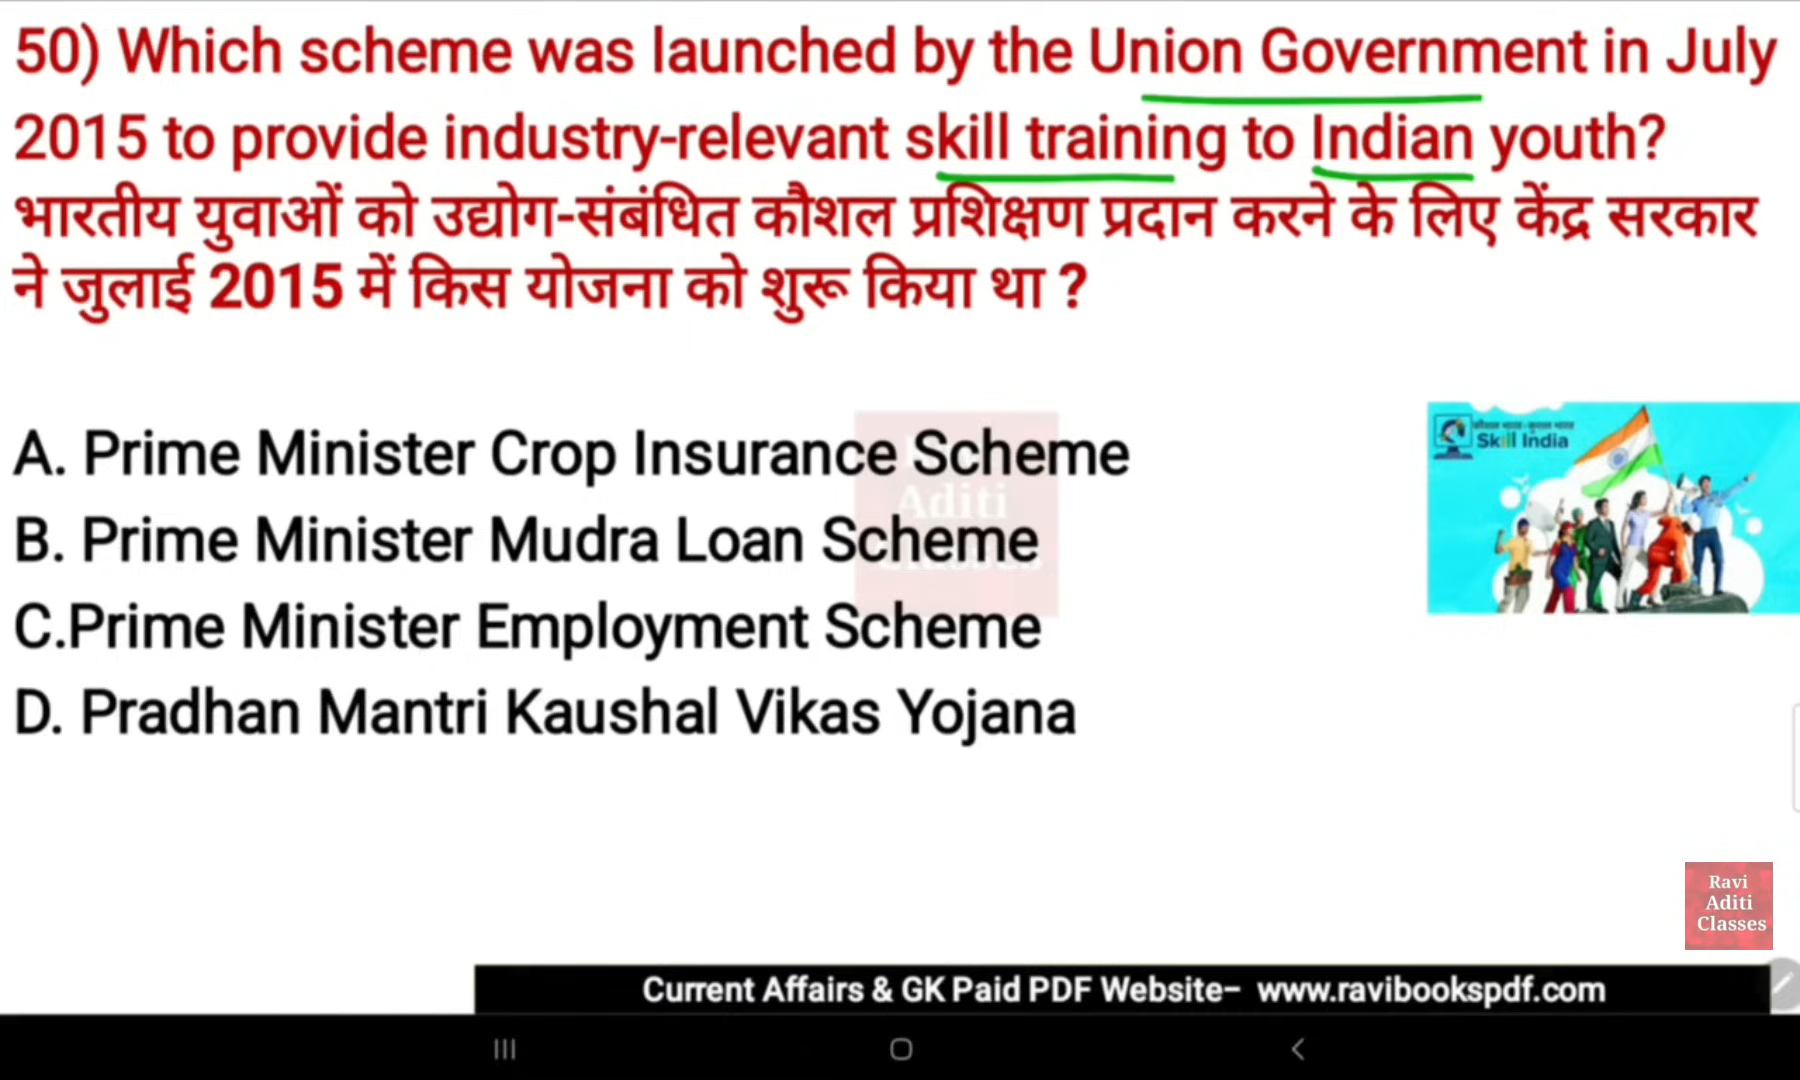 50) Which scheme was launched by the Union Government in July
2015 to provide industry-relevant skill training to Indian youth?
भारतीय युवाओं को उद्योग-संबंधित कौशल प्रशिक्षण प्रदान करने के लिए केंद्र सरकार
ने जुलाई 2015 में किस योजना को शुरू किया था ?
A. Prime Minister Crop Insurance Scheme
B. Prime Minister Mudra Loan Scheme
C.Prime Minister Employment Scheme
D. Pradhan Mantri Kaushal Vikas Yojana
Skill India
Aditi
Ravi
Aditi
Classes
Current Affairs & GK Paid PDF Website- www.ravibookspdf.com